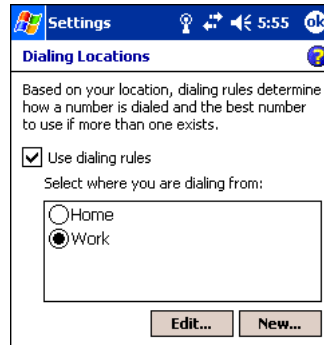 Settings 5:55 ok
Dialing Locations ?
Based on your location, dialing rules determine
how a number is dialed and the best number
to use if more than one exists.
Use dialing rules
Select where you are dialing from:
Home
Work
Edit... New...